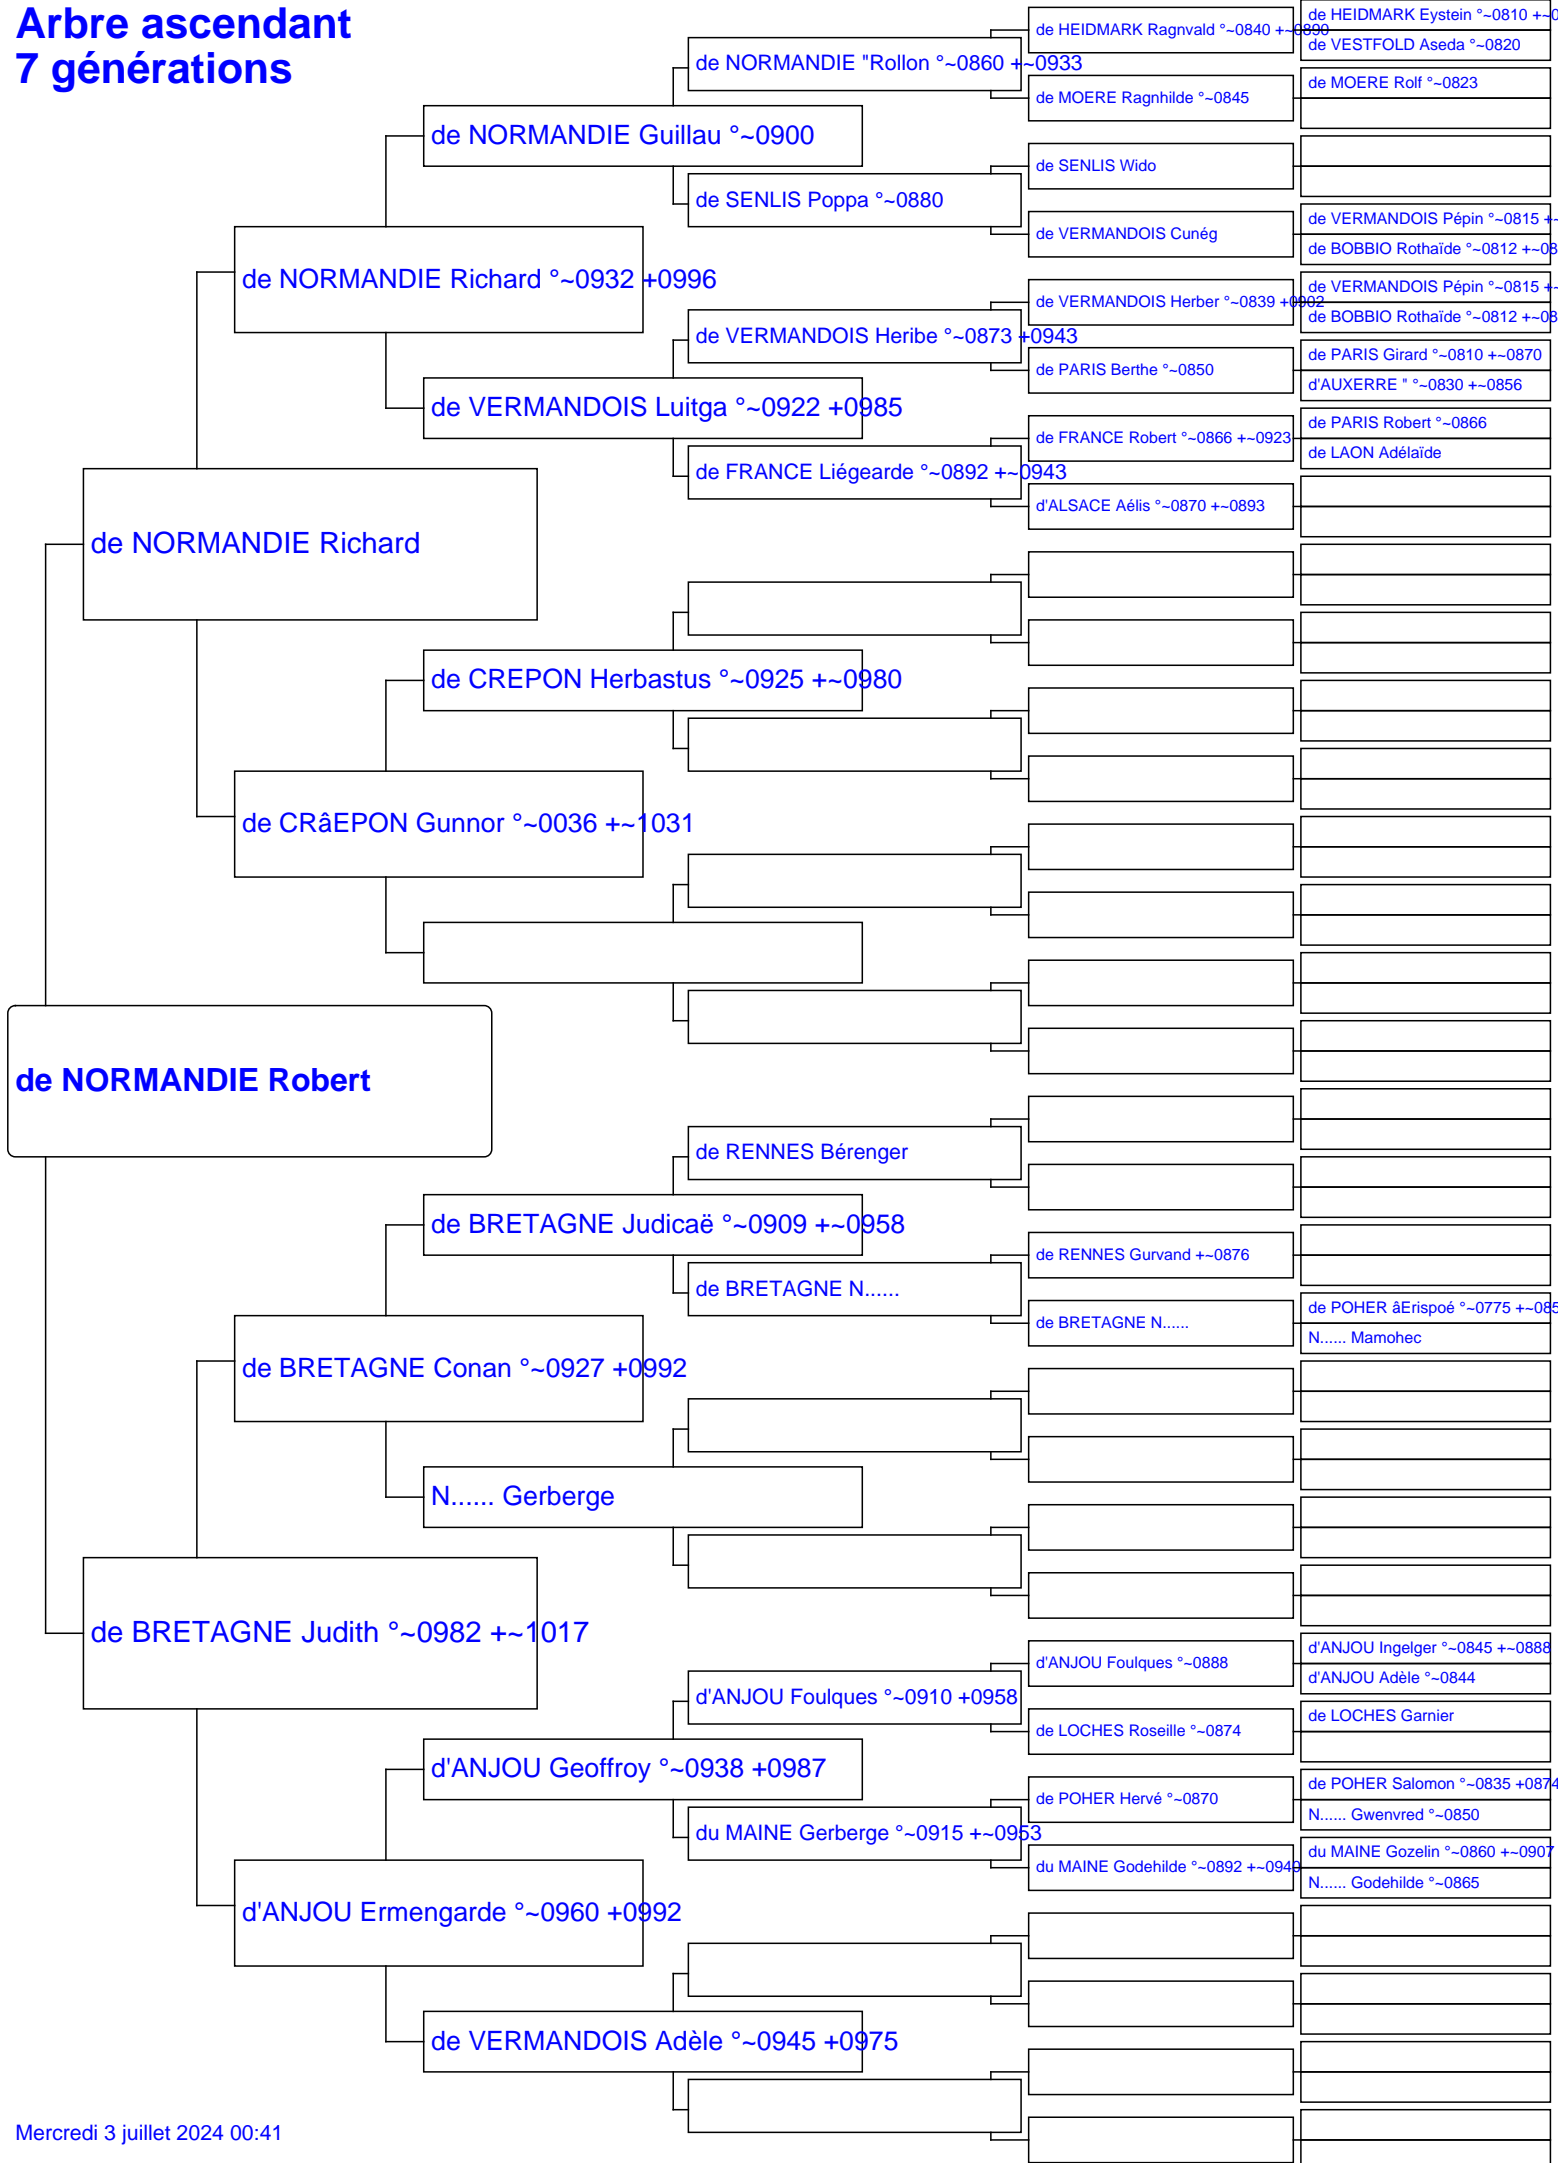 Arbre ascendant
7 générations
de NORMANDIE Robert
de NORMANDIE Richard
de BRETAGNE Judith °~0982 +~1017
de NORMANDIE Richard °~0932 +0996
de CRâEPON Gunnor °~0036 +~1031
de BRETAGNE Conan °~0927 +0992
d'ANJOU Ermengarde °~0960 +0992
de NORMANDIE Guillau °~0900
de VERMANDOIS Luitga °~0922 +0985
de CREPON Herbastus °~0925 +~0980
de BRETAGNE Judicaë °~0909 +~0958
N...... Gerberge
d'ANJOU Geoffroy °~0938 +0987
de VERMANDOIS Adèle °~0945 +0975
de NORMANDIE "Rollon °~0860 +~0933
de SENLIS Poppa °~0880
de VERMANDOIS Heribe °~0873 +0943
de FRANCE Liégearde °~0892 +~0943
de RENNES Bérenger
de BRETAGNE N......
d'ANJOU Foulques °~0910 +0958
du MAINE Gerberge °~0915 +~0953
de HEIDMARK Ragnvald °~0840 +~0890
de MOERE Ragnhilde °~0845
de SENLIS Wido
de VERMANDOIS Cunég
de VERMANDOIS Herber °~0839 +0902
de PARIS Berthe °~0850
de FRANCE Robert °~0866 +~0923
d'ALSACE Aélis °~0870 +~0893
de RENNES Gurvand +~0876
de BRETAGNE N......
d'ANJOU Foulques °~0888
de LOCHES Roseille °~0874
de POHER Hervé °~0870
du MAINE Godehilde °~0892 +~0940
de HEIDMARK Eystein °~0810 +~0
de VESTFOLD Aseda °~0820
de MOERE Rolf °~0823
de VERMANDOIS Pépin °~0815 +~
de BOBBIO Rothaïde °~0812 +~08
de VERMANDOIS Pépin °~0815 +~
de BOBBIO Rothaïde °~0812 +~08
de PARIS Girard °~0810 +~0870
d'AUXERRE " °~0830 +~0856
de PARIS Robert °~0866
de LAON Adélaïde
de POHER âErispoé °~0775 +~085
N...... Mamohec
d'ANJOU Ingelger °~0845 +~0888
d'ANJOU Adèle °~0844
de LOCHES Garnier
de POHER Salomon °~0835 +0874
N...... Gwenvred °~0850
du MAINE Gozelin °~0860 +~0907
N...... Godehilde °~0865
Mercredi 3 juillet 2024 00:41